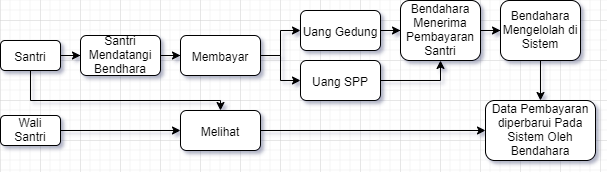 Santri
Santri
Mendatangi
Bendhara
Membayar
Uang Gedung
Uang SPP
Bendahara
Menerima
Pembayaran
Santri
Bendahara
Mengelolah di
Sistem
Wali
Santri
Melihat
Data Pembayaran
diperbarui Pada
Sistem Oleh
Bendahara